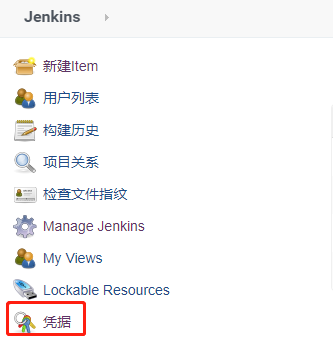 Jenkins
新建Item
用户列表
构建历史
项目关系
检查文件指纹
Manage Jenkins
My Views
Lockable Resources
凭据